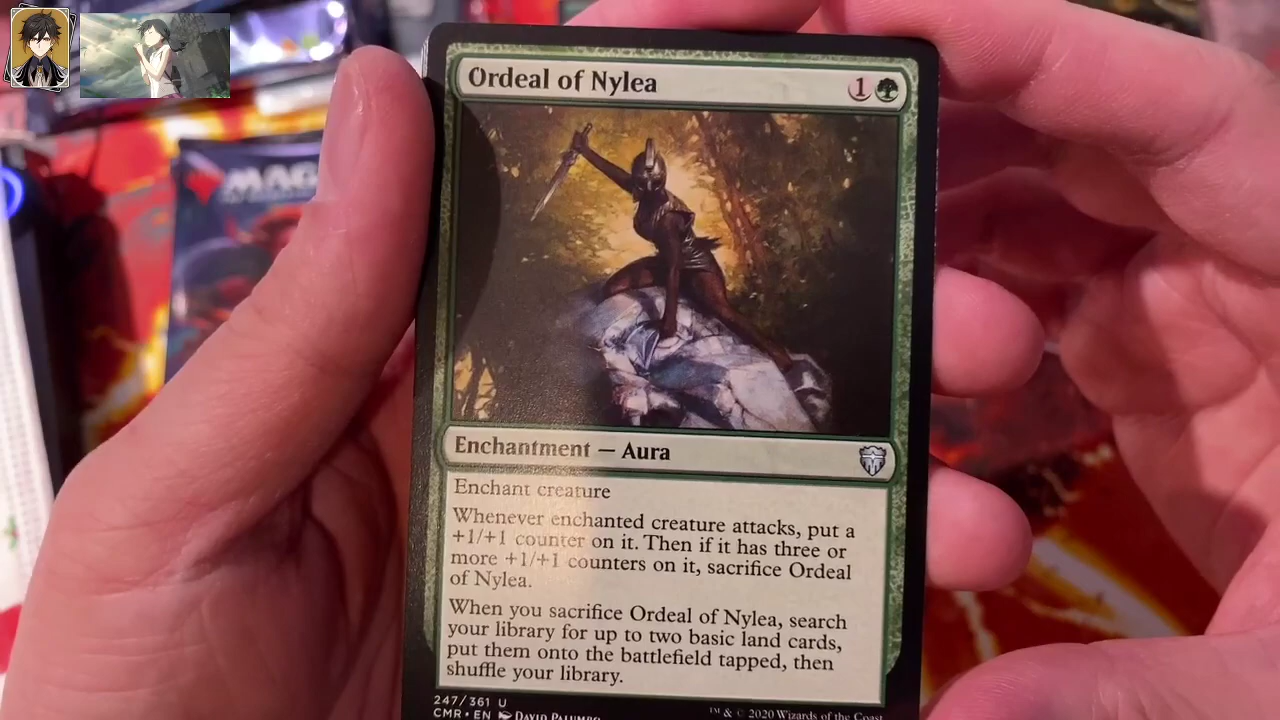 Ordeal of Nylea
1
MAG
Enchantment — Aura
Enchant creature
Whenever enchanted creature attacks, put a
+1/+1 counter on it. Then if it has three or
more +1/+1 counters on it, sacrifice Ordeal
of Nylea.
When you sacrifice Ordeal of Nylea, search
your library for up to two basic land cards,
put them onto the battlefield tapped, then
shuffle your library.
247/361 U
CMR • EN DAVID PALUMBO
™ & © 2020 Wizards of the Coast